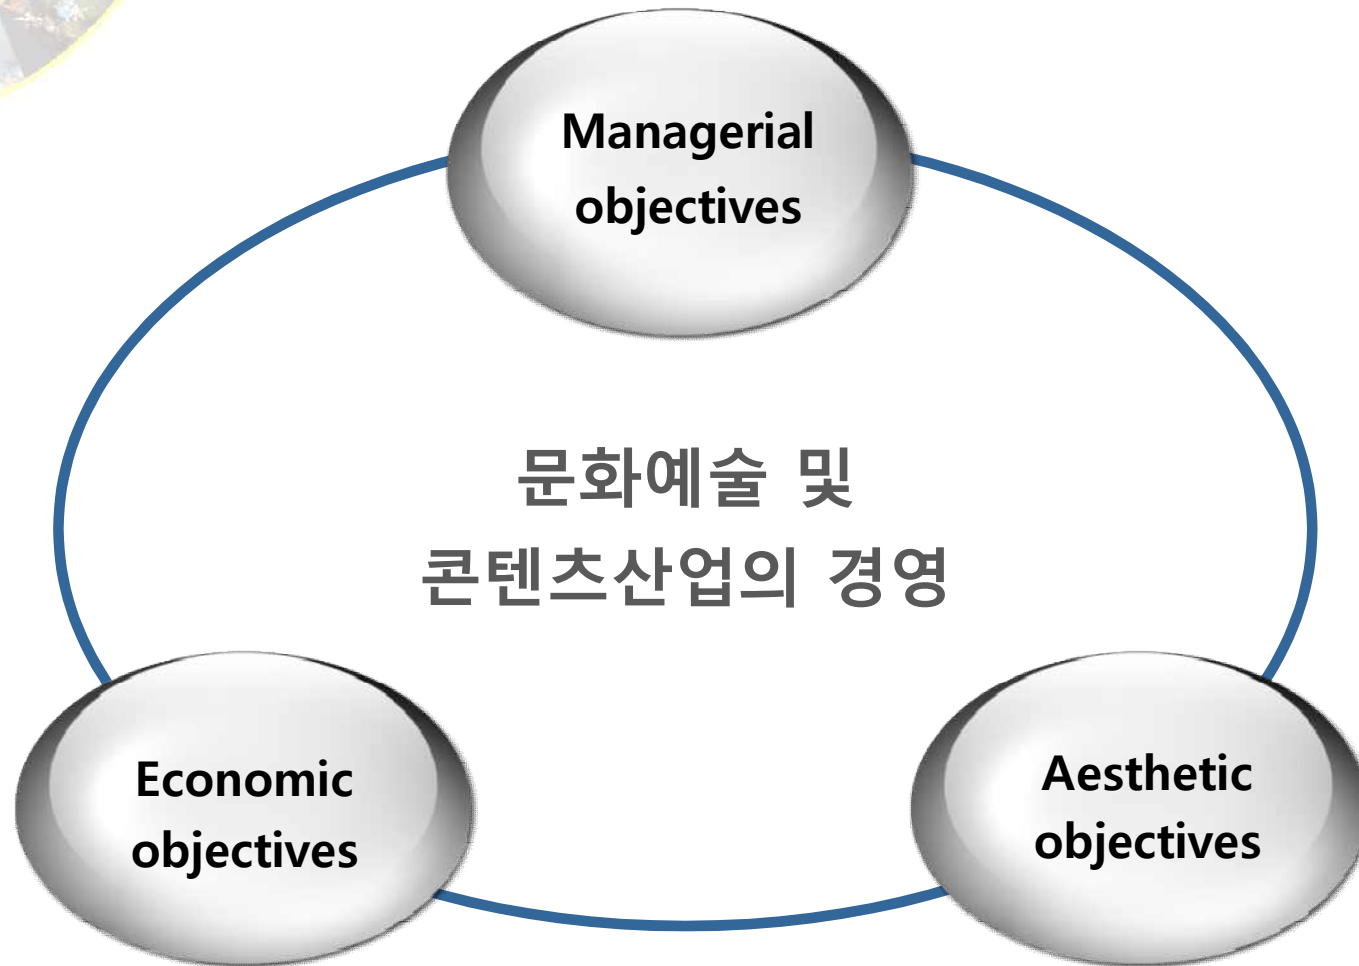 Managerial
objectives
문화예술 및
콘텐츠산업의 경영
Economic
objectives
Aesthetic
objectives